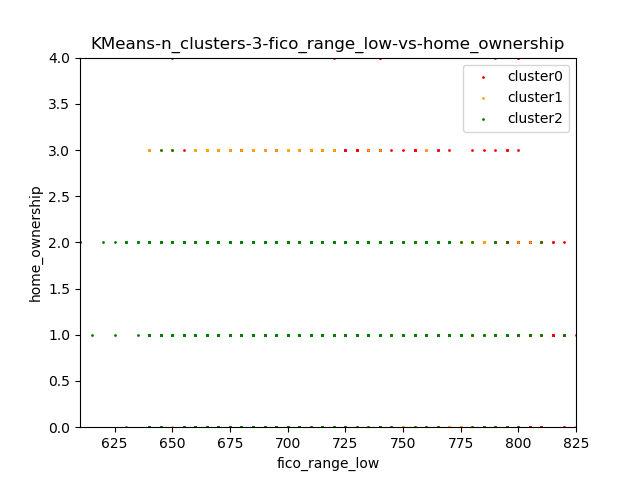 KMeans-n_clusters-3-fico_range_low-vs-home_ownership
4.0
3.5
3.0
2.5
2.0
1.5
1.0
0.5
0.0
home_ownership
cluster0
cluster1
cluster2
625 650 675 700 725 750 775 800 825
fico_range_low